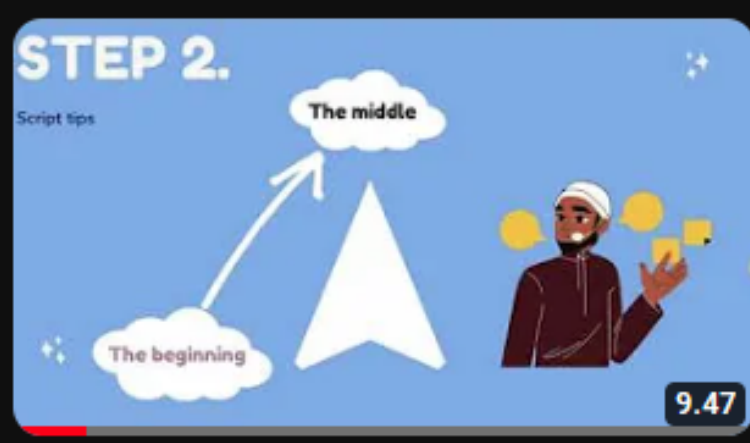 STEP 2.
Script tips
The middle
The beginning
9.47